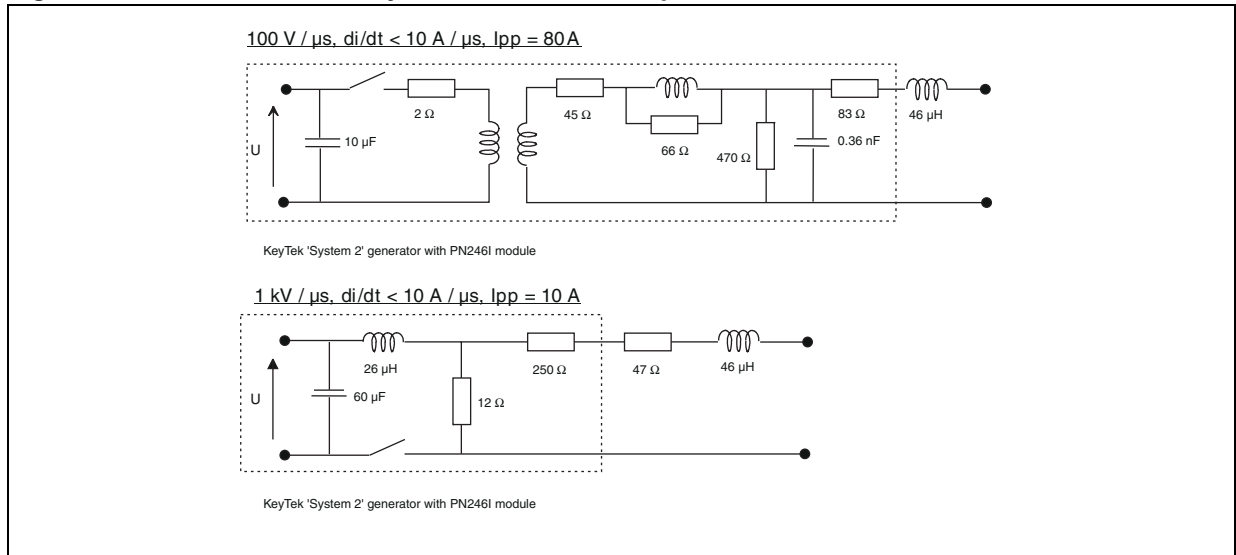 100 V / µs, di/dt < 10 A / µs, Ipp = 80 A
2 Ω
45 Ω
83 Ω
46 µH
U
10 µF
66 Ω
470 Ω
0.36 nF
KeyTek 'System 2' generator with PN246I module
1 kV / µs, di/dt < 10 A / µs, Ipp = 10 A
26 µH
250 Ω
47 Ω
46 µH
U
60 µF
12 Ω
KeyTek 'System 2' generator with PN246I module